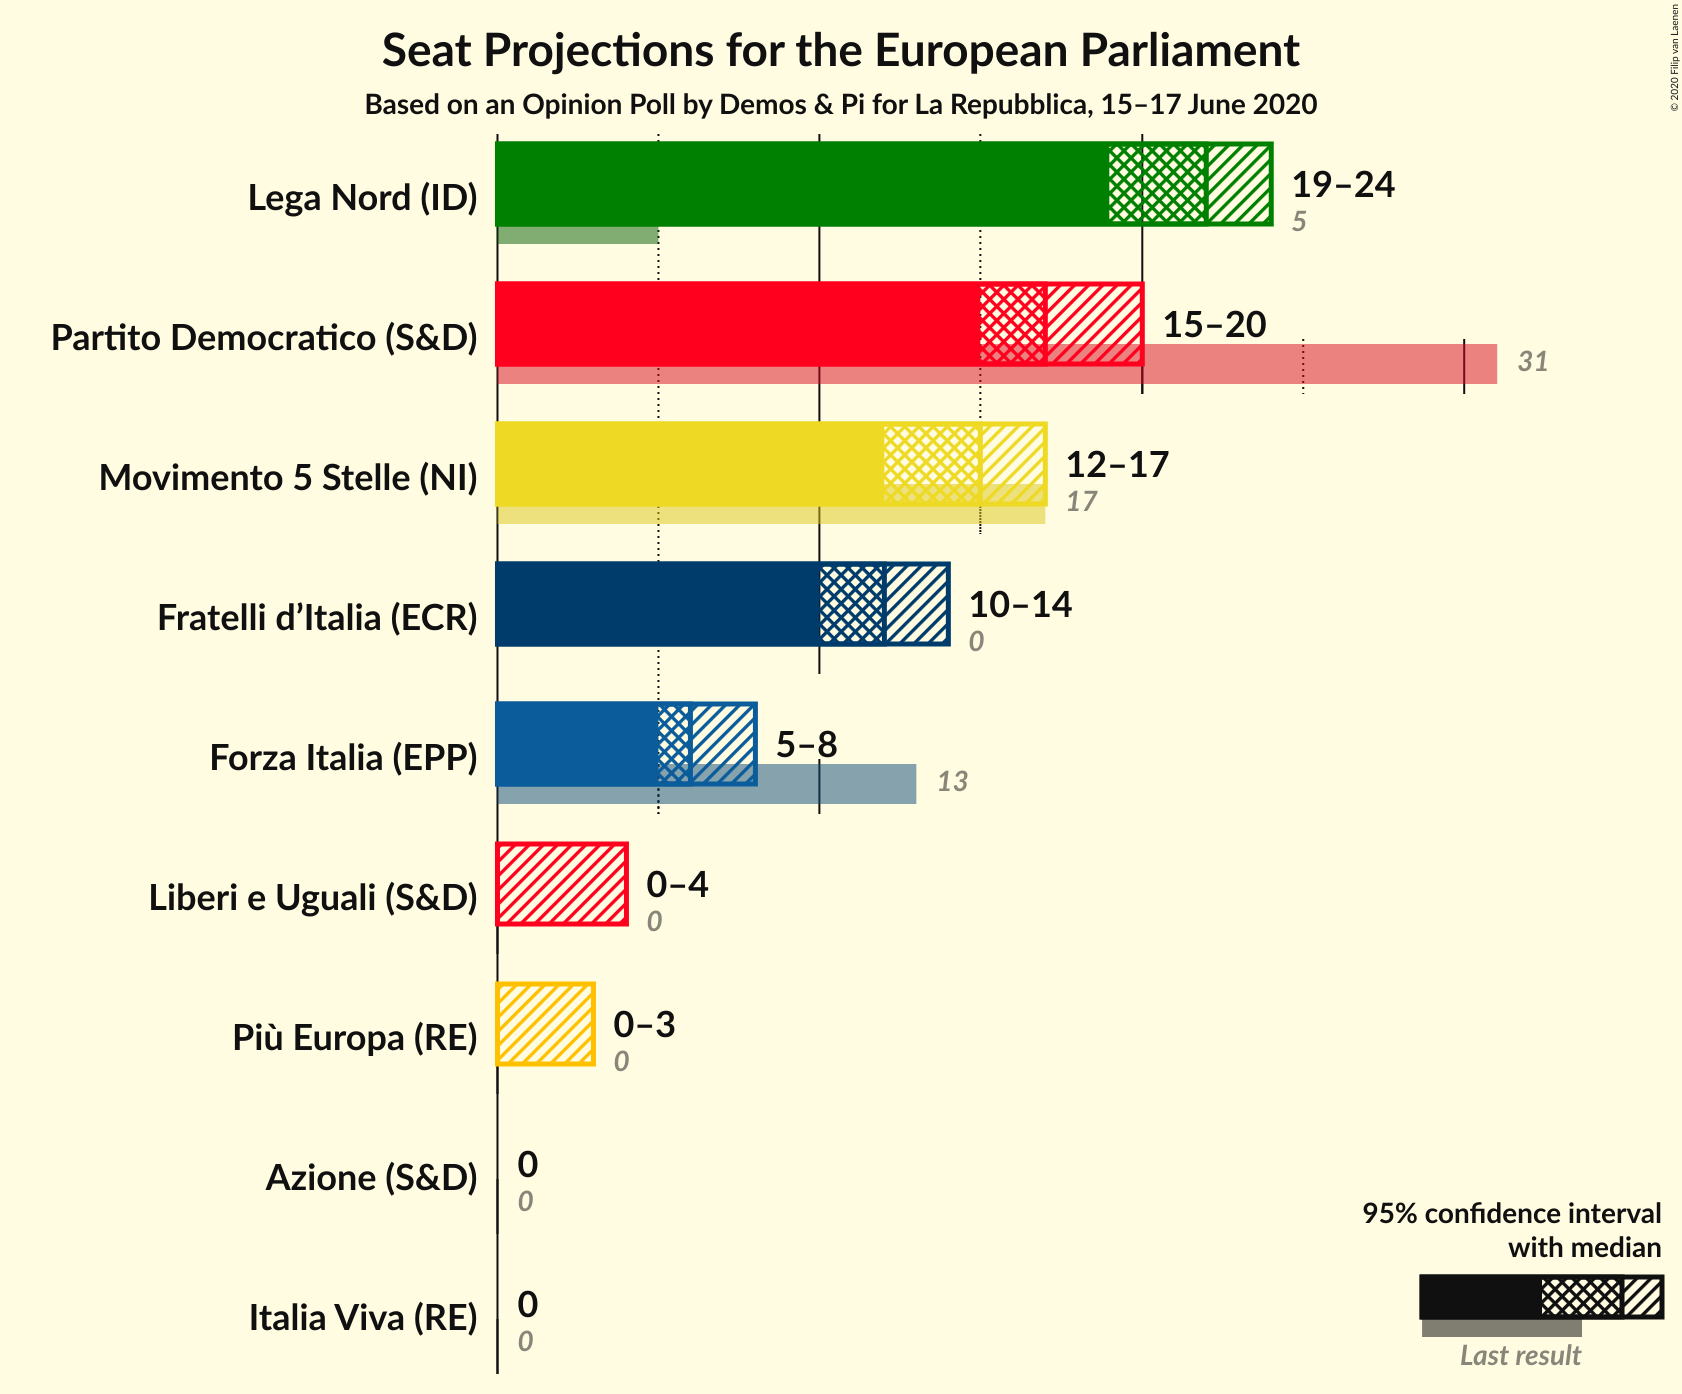 Seat Projections for the European Parliament
Based on an Opinion Poll by Demos & Pi for La Repubblica, 15–17 June 2020
© 2020 Filip van Laenen
Lega Nord (ID)
19–24
5
Partito Democratico (S&D)
15–20
31
Movimento 5 Stelle (NI)
12–17
17
Fratelli d’Italia (ECR)
10–14
0
Forza Italia (EPP)
5–8
13
Liberi e Uguali (S&D)
0–4
0
Più Europa (RE)
0–3
0
Azione (S&D)
0
0
Italia Viva (RE)
0
0
95% confidence interval
with median
Last result